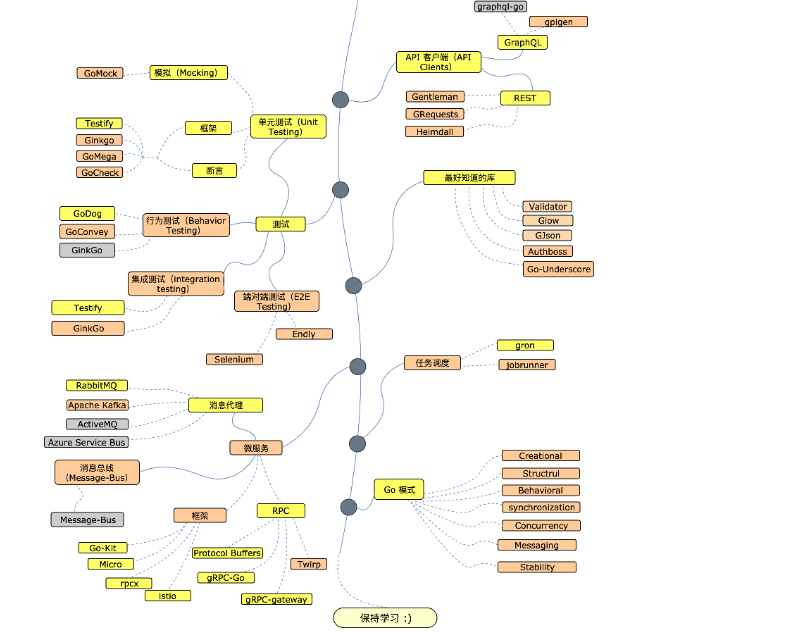 graphql-go
gplgen
GraphQL
API 客户端（API
Clients）
REST
Gentleman
GRequests
Heimdall
GoMock
模拟（Mocking）
单元测试（Unit
Testing）
框架
断言
Testify
Ginkgo
GoMega
GoCheck
最好知道的库
Validator
Glow
GJson
Authboss
Go-Underscore
测试
行为测试（Behavior
Testing）
GoDog
GoConvey
GinkGo
集成测试（integration
testing）
Testify
GinkGo
端对端测试（E2E
Testing）
Endly
Selenium
任务调度
gron
jobrunner
RabbitMQ
Apache Kafka
ActiveMQ
Azure Service Bus
消息代理
微服务
消息总线
(Message-Bus)
Message-Bus
框架
Go-Kit
Micro
rpcx
istio
RPC
Protocol Buffers
gRPC-Go
gRPC-gateway
Twirp
Go 模式
Creational
Structrul
Behavioral
synchronization
Concurrency
Messaging
Stability
保持学习 :)